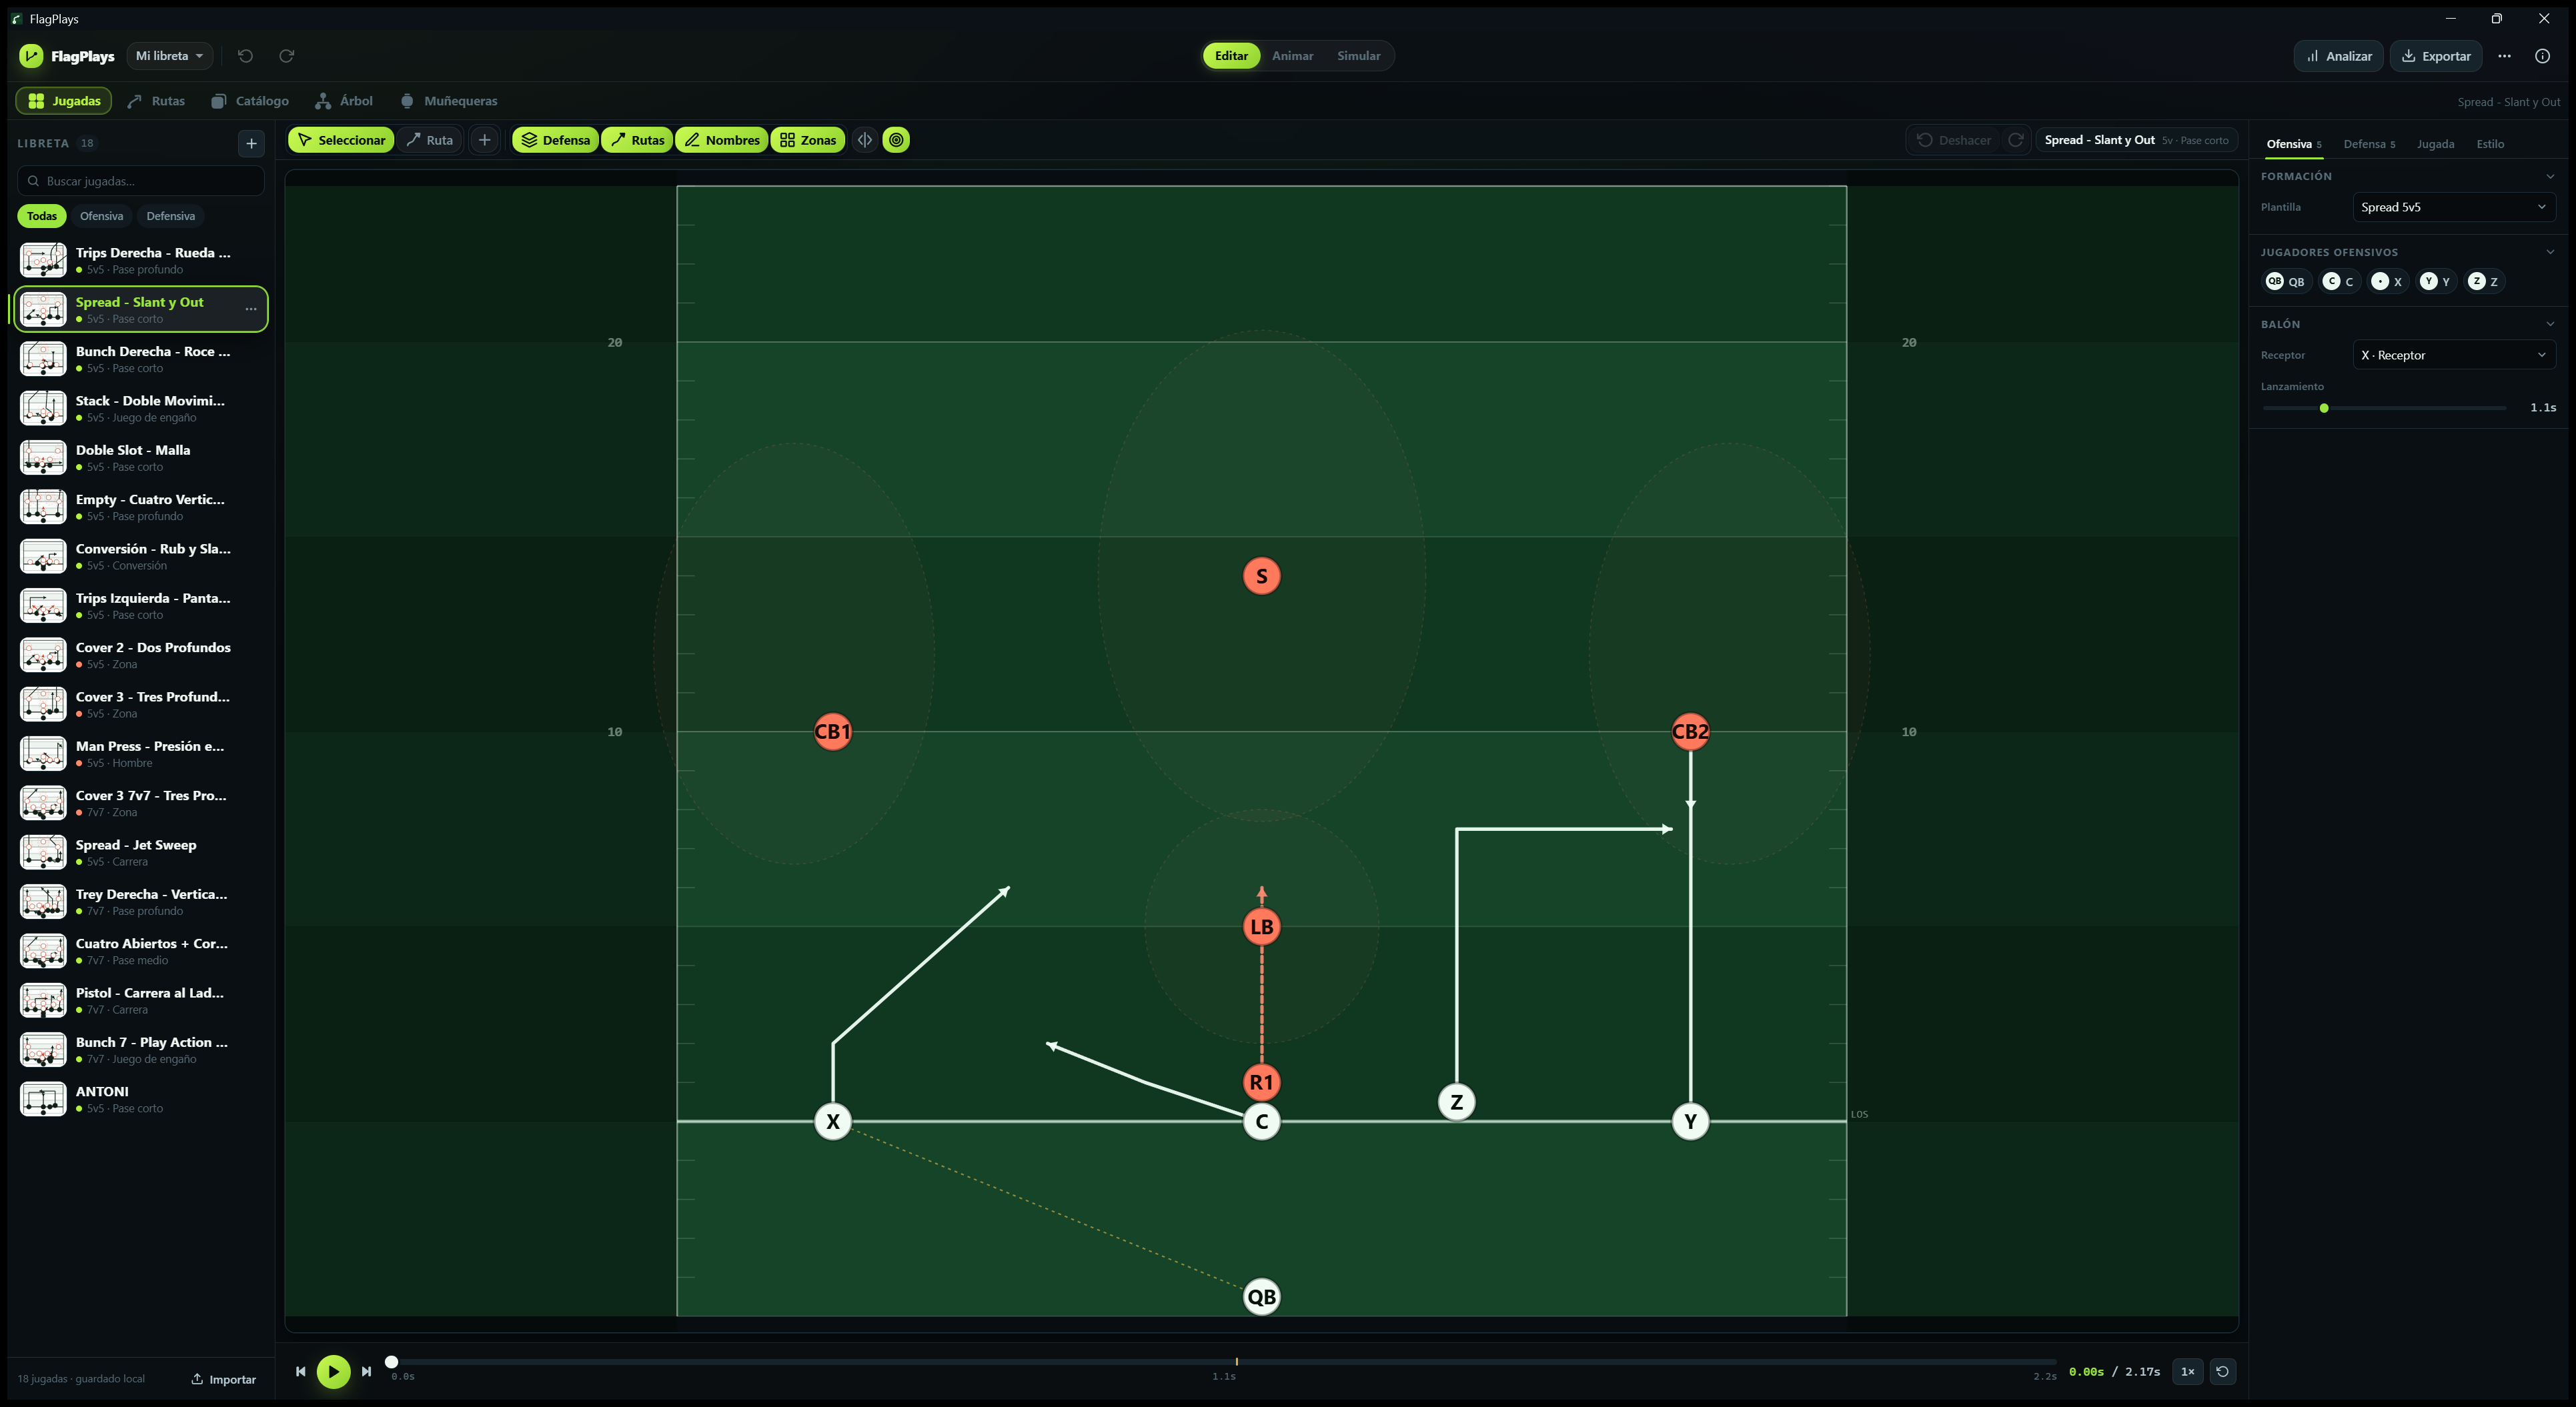 FlagPlays
FlagPlays
Mi libreta
Editar
Animar
Simular
Analizar
Exportar
Jugadas
Rutas
Catálogo
Árbol
Muñequeras
Spread - Slant y Out
LIBRETA 18
Buscar jugadas...
Todas
Ofensiva
Defensiva
Trips Derecha - Rueda ...
5v5 · Pase profundo
Spread - Slant y Out
5v5 · Pase corto
Bunch Derecha - Roce ...
5v5 · Pase corto
Stack - Doble Movimi...
5v5 · Juego de engaño
Doble Slot - Malla
5v5 · Pase corto
Empty - Cuatro Vertic...
5v5 · Pase profundo
Conversión - Rub y Sla...
5v5 · Conversión
Trips Izquierda - Panta...
5v5 · Pase corto
Cover 2 - Dos Profundos
5v5 · Zona
Cover 3 - Tres Profund...
5v5 · Zona
Man Press - Presión e...
5v5 · Hombre
Cover 3 7v7 - Tres Pro...
7v7 · Zona
Spread - Jet Sweep
5v5 · Carrera
Trey Derecha - Vertica...
7v7 · Pase profundo
Cuatro Abiertos + Cor...
7v7 · Pase medio
Pistol - Carrera al Lad...
7v7 · Carrera
Bunch 7 - Play Action ...
7v7 · Juego de engaño
ANTONI
5v5 · Pase corto
18 jugadas · guardado local
Importar
Seleccionar
Ruta
Defensa
Rutas
Nombres
Zonas
Deshacer
Spread - Slant y Out 5v · Pase corto
20
20
S
10
CB1
CB2
10
LB
R1
X
C
Z
Y
LOS
QB
0.0s
1.1s
2.2s
0.00s / 2.17s
1×
Ofensiva 5
Defensa 5
Jugada
Estilo
FORMACIÓN
Plantilla
Spread 5v5
JUGADORES OFENSIVOS
QB QB
C C
X
Y Y
Z Z
BALÓN
Receptor
X · Receptor
Lanzamiento
1.1s